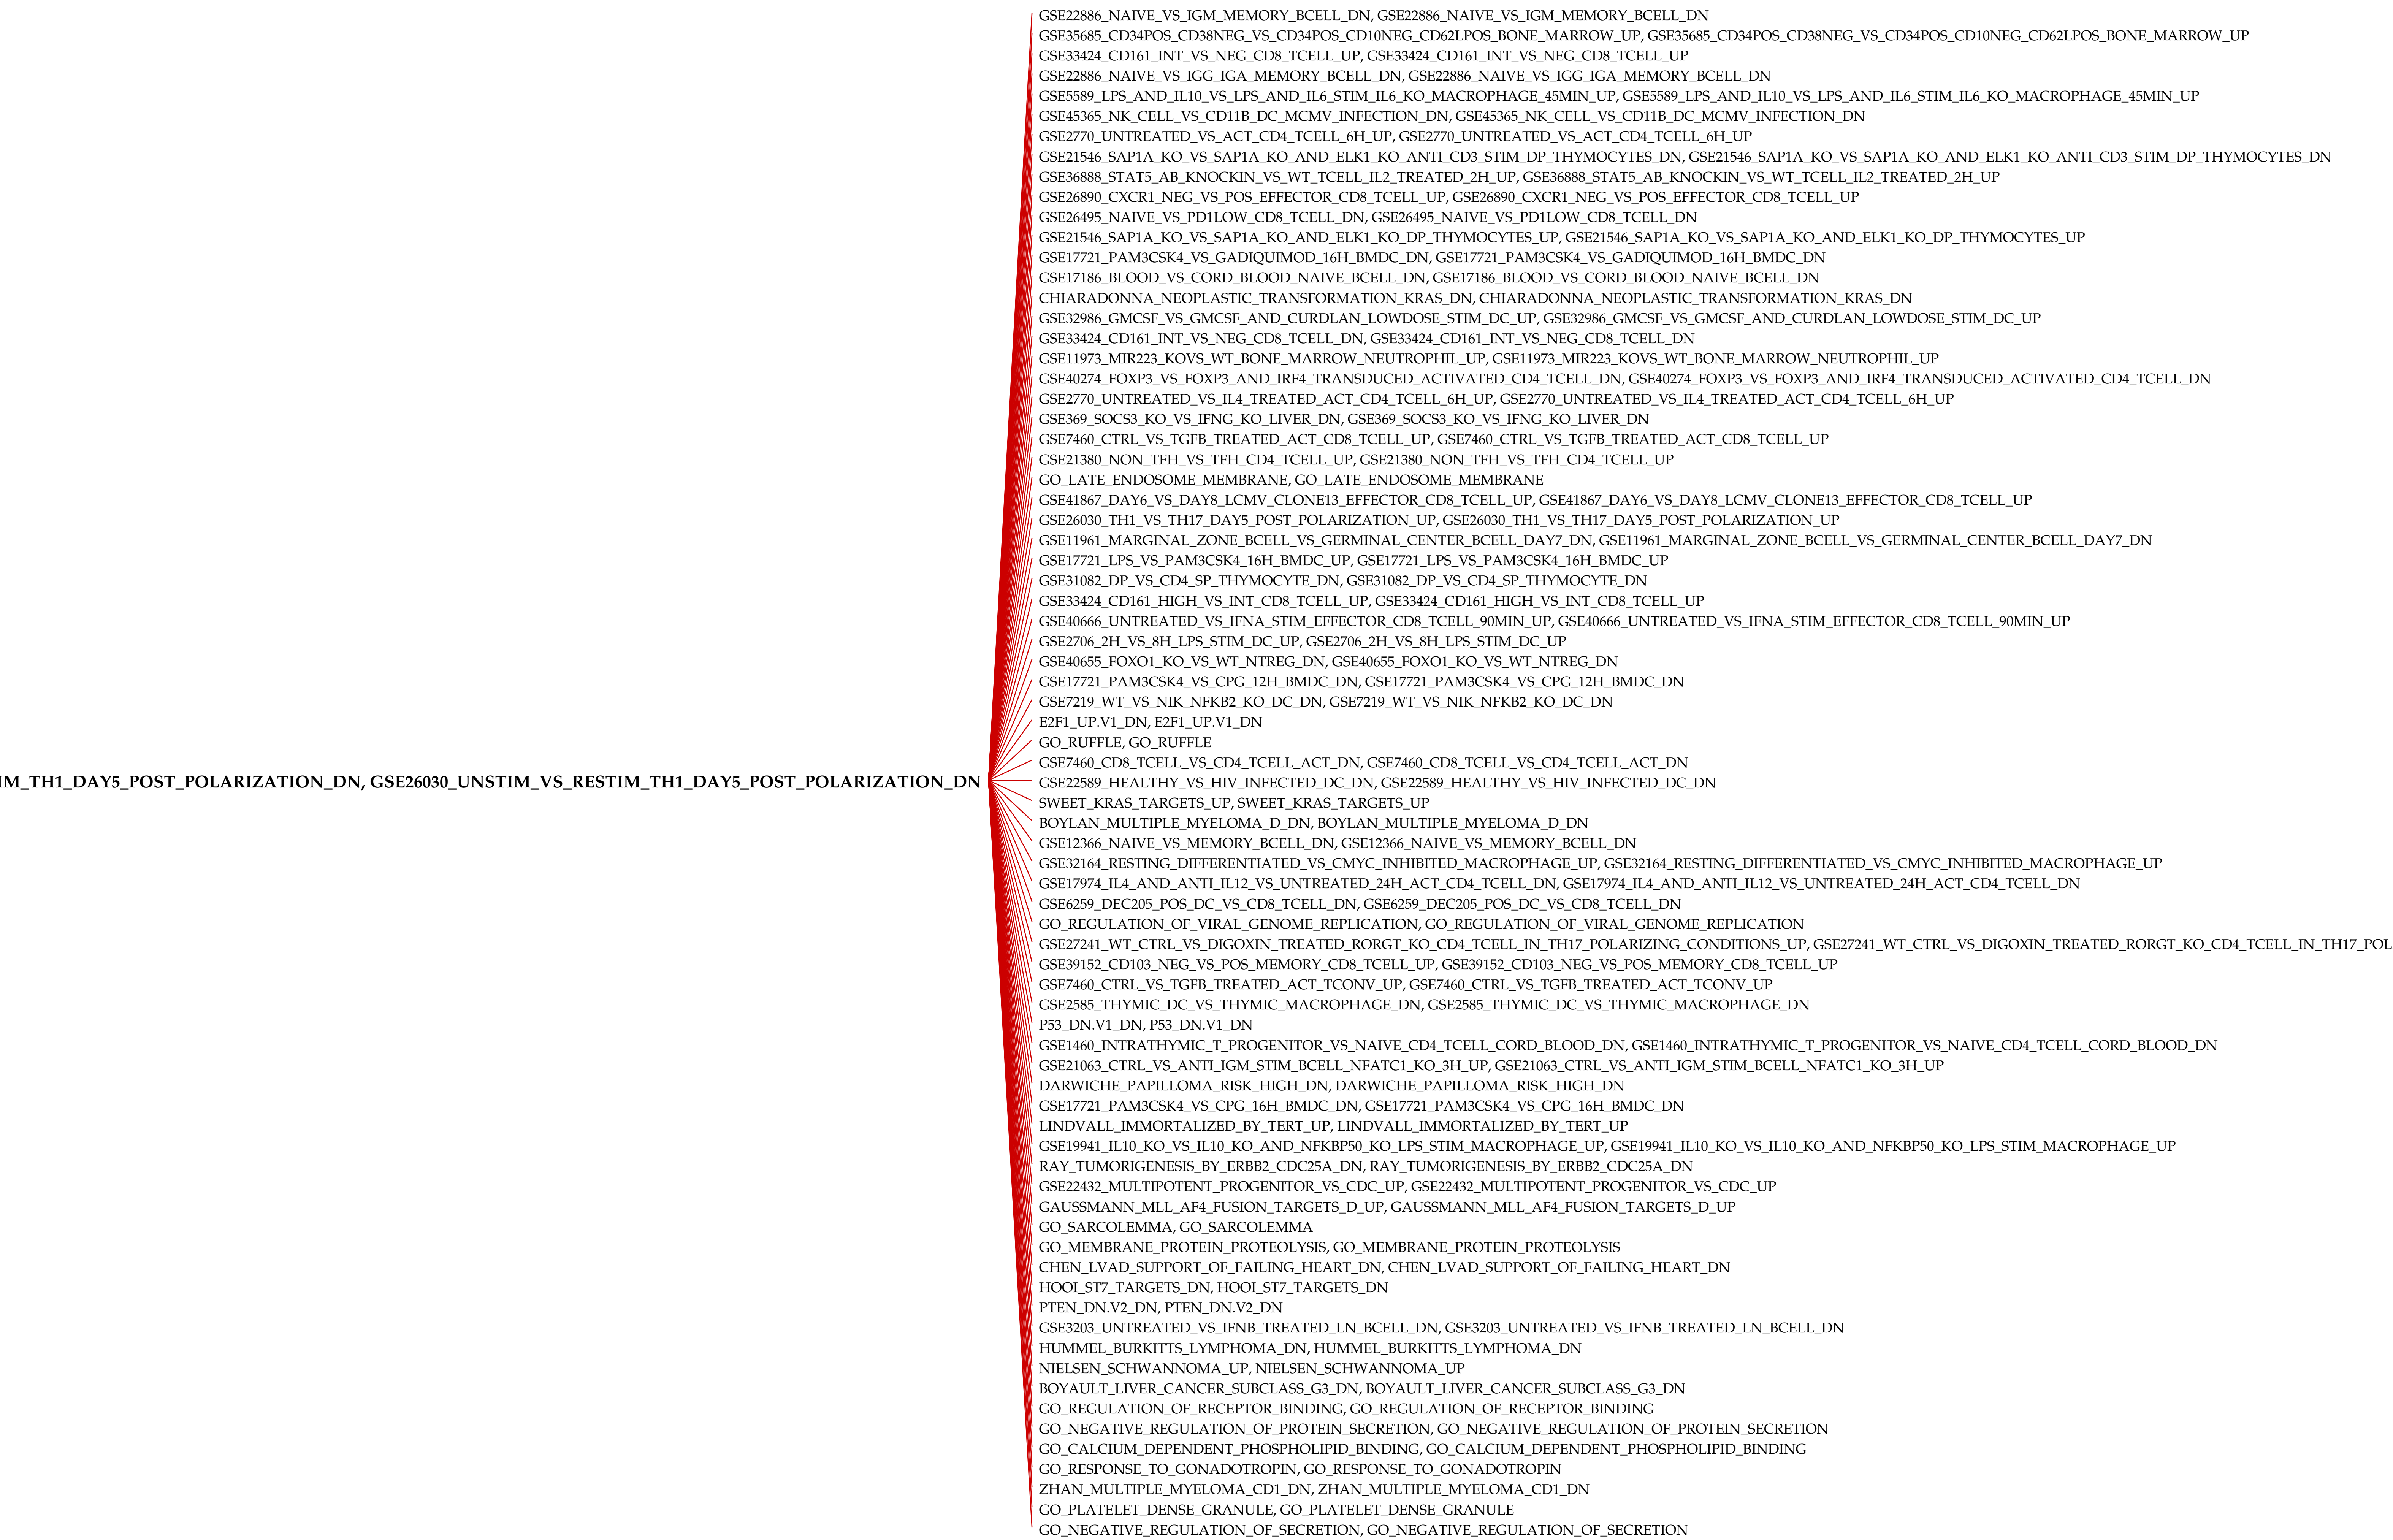 GSE22886_NAIVE_VS_IGM_MEMORY_BCELL_DN, GSE22886_NAIVE_VS_IGM_MEMORY_BCELL_DN
GSE35685_CD34POS_CD38NEG_VS_CD34POS_CD10NEG_CD62LPOS_BONE_MARROW_UP, GSE35685_CD34POS_CD38NEG_VS_CD34POS_CD10NEG_CD62LPOS_BONE_MARROW_UP
GSE33424_CD161_INT_VS_NEG_CD8_TCELL_UP, GSE33424_CD161_INT_VS_NEG_CD8_TCELL_UP
GSE22886_NAIVE_VS_IGG_IGA_MEMORY_BCELL_DN, GSE22886_NAIVE_VS_IGG_IGA_MEMORY_BCELL_DN
GSE5589_LPS_AND_IL10_VS_LPS_AND_IL6_STIM_IL6_KO_MACROPHAGE_45MIN_UP, GSE5589_LPS_AND_IL10_VS_LPS_AND_IL6_STIM_IL6_KO_MACROPHAGE_45MIN_UP
GSE45365_NK_CELL_VS_CD11B_DC_MCMV_INFECTION_DN, GSE45365_NK_CELL_VS_CD11B_DC_MCMV_INFECTION_DN
GSE2770_UNTREATED_VS_ACT_CD4_TCELL_6H_UP, GSE2770_UNTREATED_VS_ACT_CD4_TCELL_6H_UP
GSE21546_SAP1A_KO_VS_SAP1A_KO_AND_ELK1_KO_ANTI_CD3_STIM_DP_THYMOCYTES_DN, GSE21546_SAP1A_KO_VS_SAP1A_KO_AND_ELK1_KO_ANTI_CD3_STIM_DP_THYMOCYTES_DN
GSE36888_STAT5_AB_KNOCKIN_VS_WT_TCELL_IL2_TREATED_2H_UP, GSE36888_STAT5_AB_KNOCKIN_VS_WT_TCELL_IL2_TREATED_2H_UP
GSE26890_CXCR1_NEG_VS_POS_EFFECTOR_CD8_TCELL_UP, GSE26890_CXCR1_NEG_VS_POS_EFFECTOR_CD8_TCELL_UP
GSE26495_NAIVE_VS_PD1LOW_CD8_TCELL_DN, GSE26495_NAIVE_VS_PD1LOW_CD8_TCELL_DN
GSE21546_SAP1A_KO_VS_SAP1A_KO_AND_ELK1_KO_DP_THYMOCYTES_UP, GSE21546_SAP1A_KO_VS_SAP1A_KO_AND_ELK1_KO_DP_THYMOCYTES_UP
GSE17721_PAM3CSK4_VS_GADIQUIMOD_16H_BMDC_DN, GSE17721_PAM3CSK4_VS_GADIQUIMOD_16H_BMDC_DN
GSE17186_BLOOD_VS_CORD_BLOOD_NAIVE_BCELL_DN, GSE17186_BLOOD_VS_CORD_BLOOD_NAIVE_BCELL_DN
CHIARADONNA_NEOPLASTIC_TRANSFORMATION_KRAS_DN, CHIARADONNA_NEOPLASTIC_TRANSFORMATION_KRAS_DN
GSE32986_GMCSF_VS_GMCSF_AND_CURDLAN_LOWDOSE_STIM_DC_UP, GSE32986_GMCSF_VS_GMCSF_AND_CURDLAN_LOWDOSE_STIM_DC_UP
GSE33424_CD161_INT_VS_NEG_CD8_TCELL_DN, GSE33424_CD161_INT_VS_NEG_CD8_TCELL_DN
GSE11973_MIR223_KOVS_WT_BONE_MARROW_NEUTROPHIL_UP, GSE11973_MIR223_KOVS_WT_BONE_MARROW_NEUTROPHIL_UP
GSE40274_FOXP3_VS_FOXP3_AND_IRF4_TRANSDUCED_ACTIVATED_CD4_TCELL_DN, GSE40274_FOXP3_VS_FOXP3_AND_IRF4_TRANSDUCED_ACTIVATED_CD4_TCELL_DN
GSE2770_UNTREATED_VS_IL4_TREATED_ACT_CD4_TCELL_6H_UP, GSE2770_UNTREATED_VS_IL4_TREATED_ACT_CD4_TCELL_6H_UP
GSE369_SOCS3_KO_VS_IFNG_KO_LIVER_DN, GSE369_SOCS3_KO_VS_IFNG_KO_LIVER_DN
GSE7460_CTRL_VS_TGFB_TREATED_ACT_CD8_TCELL_UP, GSE7460_CTRL_VS_TGFB_TREATED_ACT_CD8_TCELL_UP
GSE21380_NON_TFH_VS_TFH_CD4_TCELL_UP, GSE21380_NON_TFH_VS_TFH_CD4_TCELL_UP
GO_LATE_ENDOSOME_MEMBRANE, GO_LATE_ENDOSOME_MEMBRANE
GSE41867_DAY6_VS_DAY8_LCMV_CLONE13_EFFECTOR_CD8_TCELL_UP, GSE41867_DAY6_VS_DAY8_LCMV_CLONE13_EFFECTOR_CD8_TCELL_UP
GSE26030_TH1_VS_TH17_DAY5_POST_POLARIZATION_UP, GSE26030_TH1_VS_TH17_DAY5_POST_POLARIZATION_UP
GSE11961_MARGINAL_ZONE_BCELL_VS_GERMINAL_CENTER_BCELL_DAY7_DN, GSE11961_MARGINAL_ZONE_BCELL_VS_GERMINAL_CENTER_BCELL_DAY7_DN
GSE17721_LPS_VS_PAM3CSK4_16H_BMDC_UP, GSE17721_LPS_VS_PAM3CSK4_16H_BMDC_UP
GSE31082_DP_VS_CD4_SP_THYMOCYTE_DN, GSE31082_DP_VS_CD4_SP_THYMOCYTE_DN
GSE33424_CD161_HIGH_VS_INT_CD8_TCELL_UP, GSE33424_CD161_HIGH_VS_INT_CD8_TCELL_UP
GSE40666_UNTREATED_VS_IFNA_STIM_EFFECTOR_CD8_TCELL_90MIN_UP, GSE40666_UNTREATED_VS_IFNA_STIM_EFFECTOR_CD8_TCELL_90MIN_UP
GSE2706_2H_VS_8H_LPS_STIM_DC_UP, GSE2706_2H_VS_8H_LPS_STIM_DC_UP
GSE40655_FOXO1_KO_VS_WT_NTREG_DN, GSE40655_FOXO1_KO_VS_WT_NTREG_DN
GSE17721_PAM3CSK4_VS_CPG_12H_BMDC_DN, GSE17721_PAM3CSK4_VS_CPG_12H_BMDC_DN
GSE7219_WT_VS_NIK_NFKB2_KO_DC_DN, GSE7219_WT_VS_NIK_NFKB2_KO_DC_DN
E2F1_UP.V1_DN, E2F1_UP.V1_DN
GO_RUFFLE, GO_RUFFLE
GSE7460_CD8_TCELL_VS_CD4_TCELL_ACT_DN, GSE7460_CD8_TCELL_VS_CD4_TCELL_ACT_DN
IM_TH1_DAY5_POST_POLARIZATION_DN, GSE26030_UNSTIM_VS_RESTIM_TH1_DAY5_POST_POLARIZATION_DN
GSE22589_HEALTHY_VS_HIV_INFECTED_DC_DN, GSE22589_HEALTHY_VS_HIV_INFECTED_DC_DN
SWEET_KRAS_TARGETS_UP, SWEET_KRAS_TARGETS_UP
BOYLAN_MULTIPLE_MYELOMA_D_DN, BOYLAN_MULTIPLE_MYELOMA_D_DN
GSE12366_NAIVE_VS_MEMORY_BCELL_DN, GSE12366_NAIVE_VS_MEMORY_BCELL_DN
GSE32164_RESTING_DIFFERENTIATED_VS_CMYC_INHIBITED_MACROPHAGE_UP, GSE32164_RESTING_DIFFERENTIATED_VS_CMYC_INHIBITED_MACROPHAGE_UP
GSE17974_IL4_AND_ANTI_IL12_VS_UNTREATED_24H_ACT_CD4_TCELL_DN, GSE17974_IL4_AND_ANTI_IL12_VS_UNTREATED_24H_ACT_CD4_TCELL_DN
GSE6259_DEC205_POS_DC_VS_CD8_TCELL_DN, GSE6259_DEC205_POS_DC_VS_CD8_TCELL_DN
GO_REGULATION_OF_VIRAL_GENOME_REPLICATION, GO_REGULATION_OF_VIRAL_GENOME_REPLICATION
GSE27241_WT_CTRL_VS_DIGOXIN_TREATED_RORGT_KO_CD4_TCELL_IN_TH17_POLARIZING_CONDITIONS_UP, GSE27241_WT_CTRL_VS_DIGOXIN_TREATED_RORGT_KO_CD4_TCELL_IN_TH17_POL
GSE39152_CD103_NEG_VS_POS_MEMORY_CD8_TCELL_UP, GSE39152_CD103_NEG_VS_POS_MEMORY_CD8_TCELL_UP
GSE7460_CTRL_VS_TGFB_TREATED_ACT_TCONV_UP, GSE7460_CTRL_VS_TGFB_TREATED_ACT_TCONV_UP
GSE2585_THYMIC_DC_VS_THYMIC_MACROPHAGE_DN, GSE2585_THYMIC_DC_VS_THYMIC_MACROPHAGE_DN
P53_DN.V1_DN, P53_DN.V1_DN
GSE1460_INTRATHYMIC_T_PROGENITOR_VS_NAIVE_CD4_TCELL_CORD_BLOOD_DN, GSE1460_INTRATHYMIC_T_PROGENITOR_VS_NAIVE_CD4_TCELL_CORD_BLOOD_DN
GSE21063_CTRL_VS_ANTI_IGM_STIM_BCELL_NFATC1_KO_3H_UP, GSE21063_CTRL_VS_ANTI_IGM_STIM_BCELL_NFATC1_KO_3H_UP
DARWICHE_PAPILLOMA_RISK_HIGH_DN, DARWICHE_PAPILLOMA_RISK_HIGH_DN
GSE17721_PAM3CSK4_VS_CPG_16H_BMDC_DN, GSE17721_PAM3CSK4_VS_CPG_16H_BMDC_DN
LINDVALL_IMMORTALIZED_BY_TERT_UP, LINDVALL_IMMORTALIZED_BY_TERT_UP
GSE19941_IL10_KO_VS_IL10_KO_AND_NFKBP50_KO_LPS_STIM_MACROPHAGE_UP, GSE19941_IL10_KO_VS_IL10_KO_AND_NFKBP50_KO_LPS_STIM_MACROPHAGE_UP
RAY_TUMORIGENESIS_BY_ERBB2_CDC25A_DN, RAY_TUMORIGENESIS_BY_ERBB2_CDC25A_DN
GSE22432_MULTIPOTENT_PROGENITOR_VS_CDC_UP, GSE22432_MULTIPOTENT_PROGENITOR_VS_CDC_UP
GAUSSMANN_MLL_AF4_FUSION_TARGETS_D_UP, GAUSSMANN_MLL_AF4_FUSION_TARGETS_D_UP
GO_SARCOLEMMA, GO_SARCOLEMMA
GO_MEMBRANE_PROTEIN_PROTEOLYSIS, GO_MEMBRANE_PROTEIN_PROTEOLYSIS
CHEN_LVAD_SUPPORT_OF_FAILING_HEART_DN, CHEN_LVAD_SUPPORT_OF_FAILING_HEART_DN
HOOI_ST7_TARGETS_DN, HOOI_ST7_TARGETS_DN
PTEN_DN.V2_DN, PTEN_DN.V2_DN
GSE3203_UNTREATED_VS_IFNB_TREATED_LN_BCELL_DN, GSE3203_UNTREATED_VS_IFNB_TREATED_LN_BCELL_DN
HUMMEL_BURKITTS_LYMPHOMA_DN, HUMMEL_BURKITTS_LYMPHOMA_DN
NIELSEN_SCHWANNOMA_UP, NIELSEN_SCHWANNOMA_UP
BOYAULT_LIVER_CANCER_SUBCLASS_G3_DN, BOYAULT_LIVER_CANCER_SUBCLASS_G3_DN
GO_REGULATION_OF_RECEPTOR_BINDING, GO_REGULATION_OF_RECEPTOR_BINDING
GO_NEGATIVE_REGULATION_OF_PROTEIN_SECRETION, GO_NEGATIVE_REGULATION_OF_PROTEIN_SECRETION
GO_CALCIUM_DEPENDENT_PHOSPHOLIPID_BINDING, GO_CALCIUM_DEPENDENT_PHOSPHOLIPID_BINDING
GO_RESPONSE_TO_GONADOTROPIN, GO_RESPONSE_TO_GONADOTROPIN
ZHAN_MULTIPLE_MYELOMA_CD1_DN, ZHAN_MULTIPLE_MYELOMA_CD1_DN
GO_PLATELET_DENSE_GRANULE, GO_PLATELET_DENSE_GRANULE
GO_NEGATIVE_REGULATION_OF_SECRETION, GO_NEGATIVE_REGULATION_OF_SECRETION